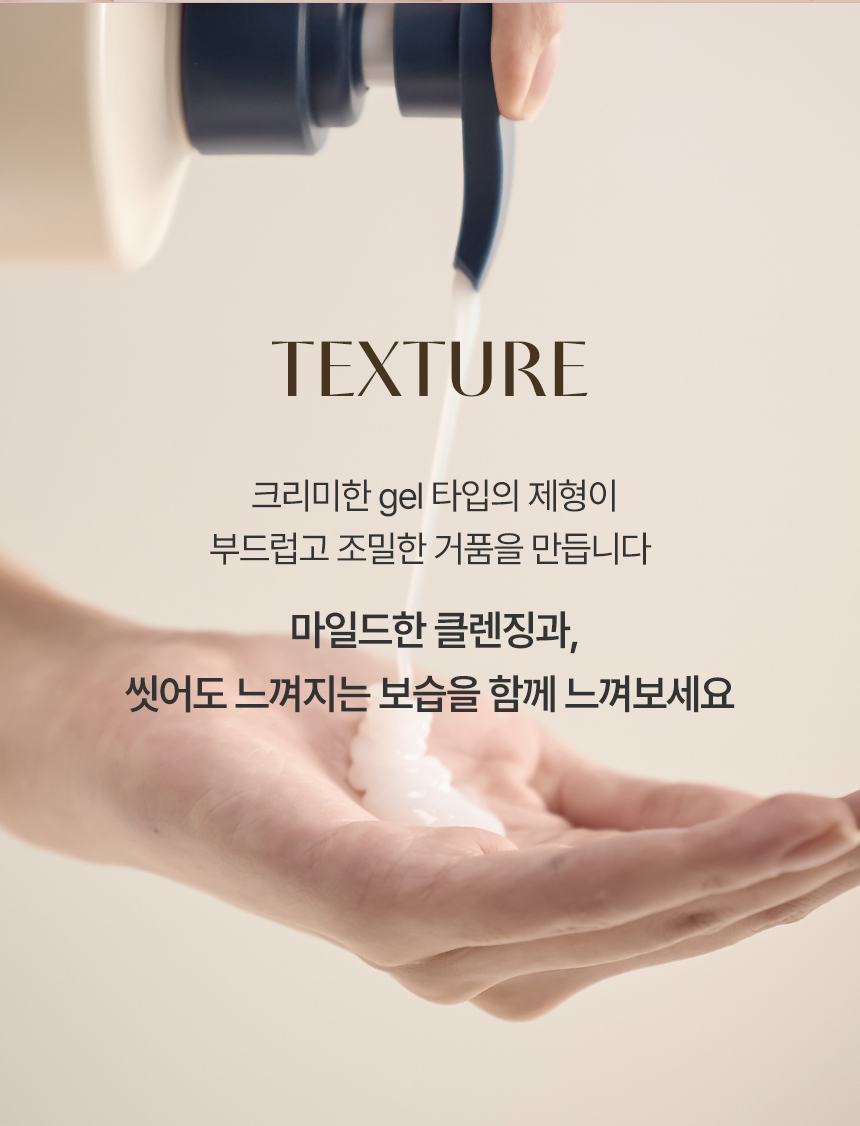 TEXTURE
크리미한 gel 타입의 제형이
부드럽고 조밀한 거품을 만듭니다
마일드한 클렌징과,
씻어도 느껴지는 보습을 함께 느껴보세요